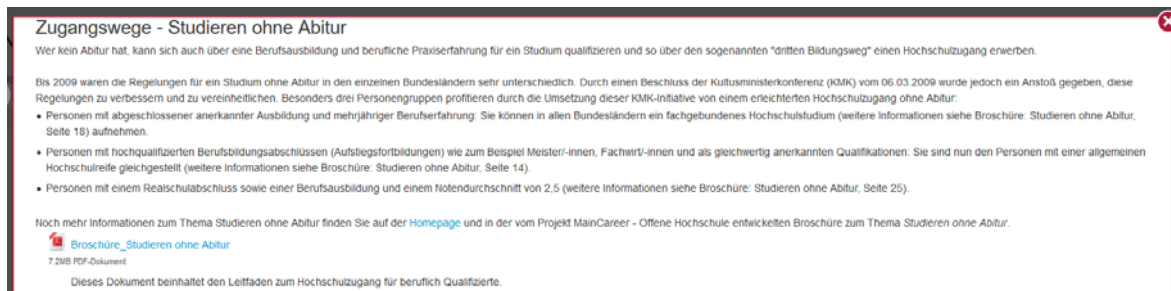 Zugangswege - Studieren ohne Abitur
Wer kein Abitur hat, kann sich auch über eine Berufsausbildung und berufliche Praxiserfahrung für ein Studium qualifizieren und so über den sogenannten "dritten Bildungsweg" einen Hochschulzugang erwerben.
Bis 2009 waren die Regelungen für ein Studium ohne Abitur in den einzelnen Bundesländern sehr unterschiedlich. Durch einen Beschluss der Kultusministerkonferenz (KMK) vom 06.03.2009 wurde jedoch ein Anstoß gegeben, diese
Regelungen zu verbessern und zu vereinheitlichen. Besonders drei Personengruppen profitieren durch die Umsetzung dieser KMK-Initiative von einem erleichterten Hochschulzugang ohne Abitur:
• Personen mit abgeschlossener anerkannter Ausbildung und mehrjähriger Berufserfahrung: Sie können in allen Bundesländern ein fachgebundenes Hochschulstudium (weitere Informationen siehe Broschüre: Studieren ohne Abitur,
Seite 18) aufnehmen.
• Personen mit hochqualifizierten Berufsbildungsabschlüssen (Aufstiegsfortbildungen) wie zum Beispiel Meister/-innen, Fachwirt/-innen und als gleichwertig anerkannten Qualifikationen: Sie sind nun den Personen mit einer allgemeinen
Hochschulreife gleichgestellt (weitere Informationen siehe Broschüre: Studieren ohne Abitur, Seite 14).
• Personen mit einem Realschulabschluss sowie einer Berufsausbildung und einem Notendurchschnitt von 2,5 (weitere Informationen siehe Broschüre: Studieren ohne Abitur, Seite 25).
Noch mehr Informationen zum Thema Studieren ohne Abitur finden Sie auf der Homepage und in der vom Projekt MainCareer - Offene Hochschule entwickelten Broschüre zum Thema Studieren ohne Abitur.
Broschüre_Studieren ohne Abitur
7.2MB PDF-Dokument
Dieses Dokument beinhaltet den Leitfaden zum Hochschulzugang für beruflich Qualifizierte.